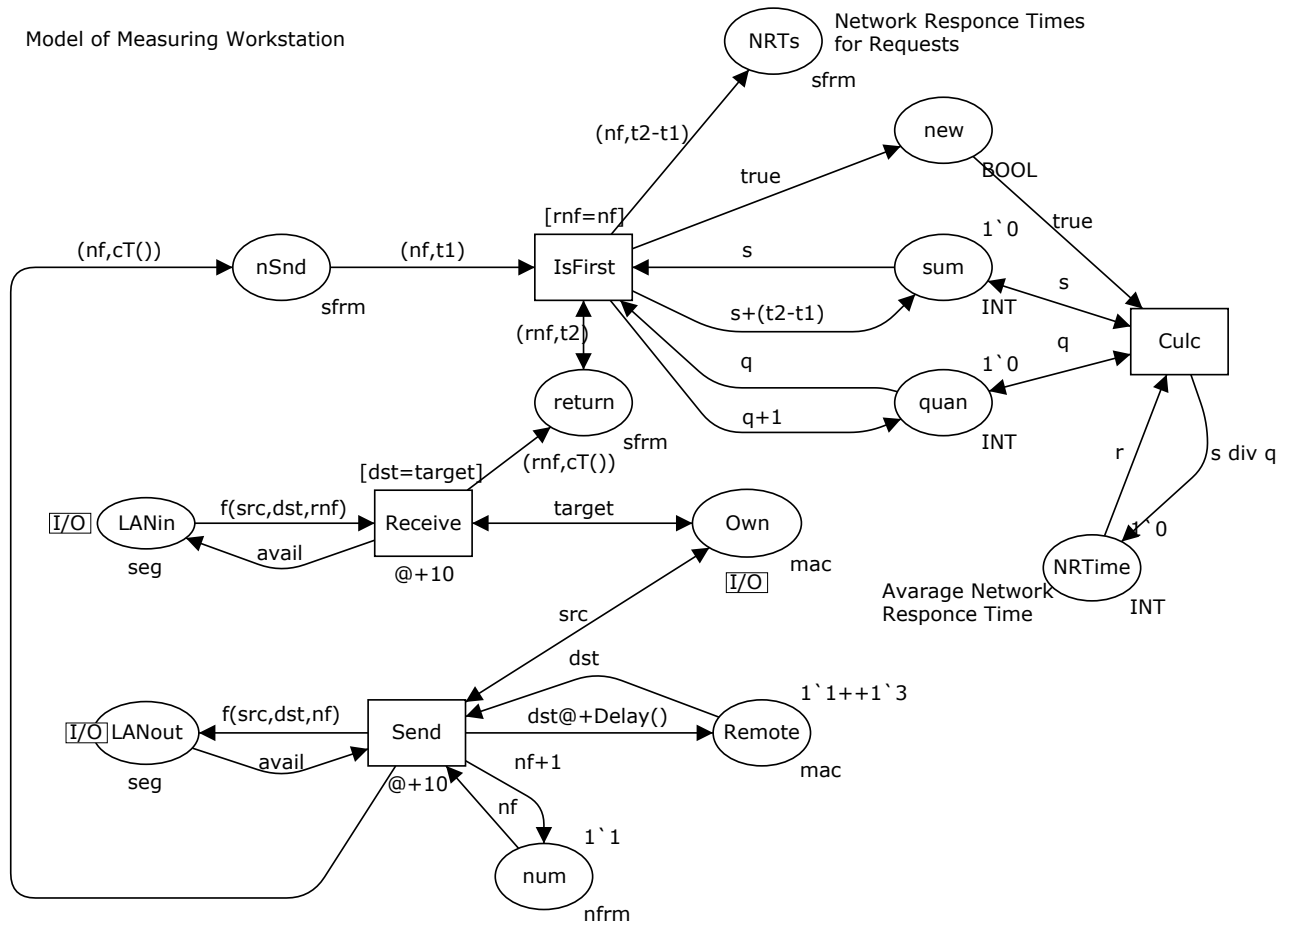 Model of Measuring Workstation
NRTs
Network Responce Times
for Requests
sfrm
(nf,t2-t1)
new
BOOL
true
[rnf=nf]
true
(nf,cT())
nSnd
sfrm
(nf,t1)
IsFirst
s
sum
1`0
INT
s
s+(t2-t1)
(rnf,t2)
q
quan
1`0
INT
q
q+1
Culc
return
sfrm
(rnf,cT())
r
s div q
[dst=target]
I/O
LANin
seg
f(src,dst,rnf)
avail
Receive
@+10
target
Own
mac
I/O
1`0
NRTime
INT
Avarage Network
Responce Time
src
dst
1`1++1`3
I/O
LANout
seg
f(src,dst,nf)
avail
Send
@+10
dst@+Delay()
Remote
mac
nf+1
nf
1`1
num
nfrm